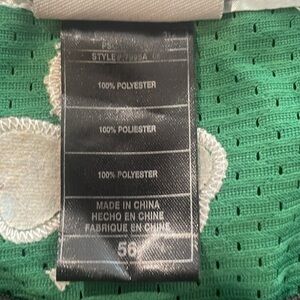 100% POLYESTER
100% POLIESTER
100% POLYESTER
MADE IN CHINA
HECHO EN CHINE
FABRIQUE EN CHINE
56